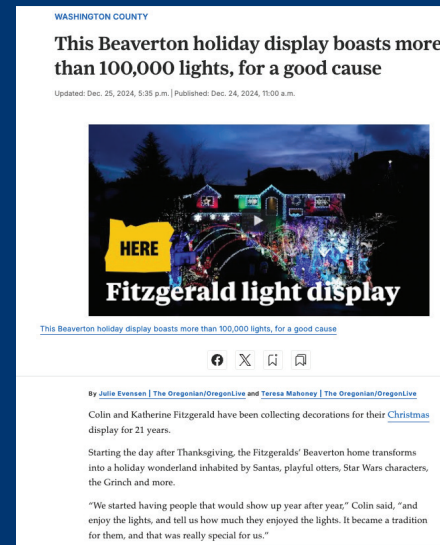 WASHINGTON COUNTY
This Beaverton holiday display boasts more
than 100,000 lights, for a good cause
Updated: Dec. 25, 2024, 5:35 p.m. | Published: Dec. 24, 2024, 11:00 a.m.
HERE
Fitzgerald light display
This Beaverton holiday display boasts more than 100,000 lights, for a good cause
By Julie Evensen | The Oregonian/OregonLive and Teresa Mahoney | The Oregonian/OregonLive
Colin and Katherine Fitzgerald have been collecting decorations for their Christmas
display for 21 years.
Starting the day after Thanksgiving, the Fitzgeralds’ Beaverton home transforms
into a holiday wonderland inhabited by Santas, playful otters, Star Wars characters,
the Grinch and more.
“We started having people that would show up year after year,” Colin said, “and
enjoy the lights, and tell us how much they enjoyed the lights. It became a tradition
for them, and that was really special for us.”